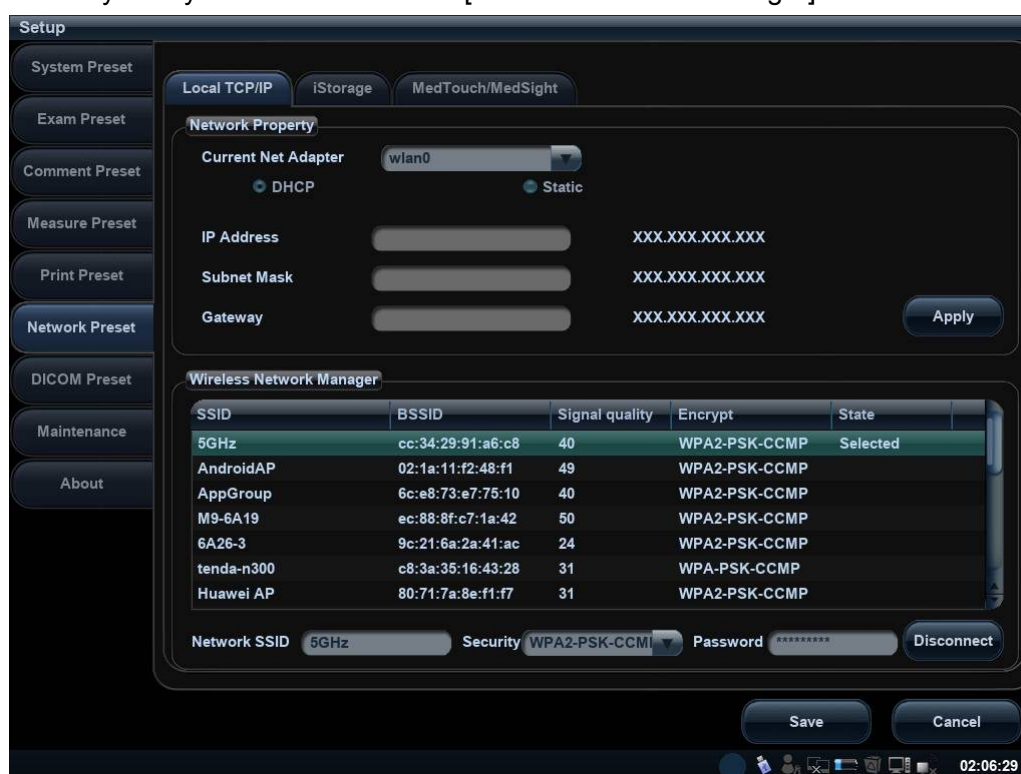 Setup
System Preset
Exam Preset
Comment Preset
Measure Preset
Print Preset
Network Preset
DICOM Preset
Maintenance
About
Local TCP/IP iStorage MedTouch/MedSight
Network Property
Current Net Adapter wlan0
DHCP Static
IP Address XXX.XXX.XXX.XXX
Subnet Mask XXX.XXX.XXX.XXX
Gateway XXX.XXX.XXX.XXX Apply
Wireless Network Manager
SSID BSSID Signal quality Encrypt State
5GHz cc:34:29:91:a6:c8 40 WPA2-PSK-CCMP Selected
AndroidAP 02:1a:11:f2:48:f1 49 WPA2-PSK-CCMP
AppGroup 6c:e8:73:e7:75:10 40 WPA2-PSK-CCMP
M9-6A19 ec:88:8f:c7:1a:42 50 WPA2-PSK-CCMP
6A26-3 9c:21:6a:2a:41:ac 24 WPA2-PSK-CCMP
tenda-n300 c8:3a:35:16:43:28 31 WPA-PSK-CCMP
Huawei AP 80:71:7a:8e:f1:f7 31 WPA2-PSK-CCMP
Network SSID 5GHz Security WPA2-PSK-CCM Password ********* Disconnect
Save Cancel
02:06:29